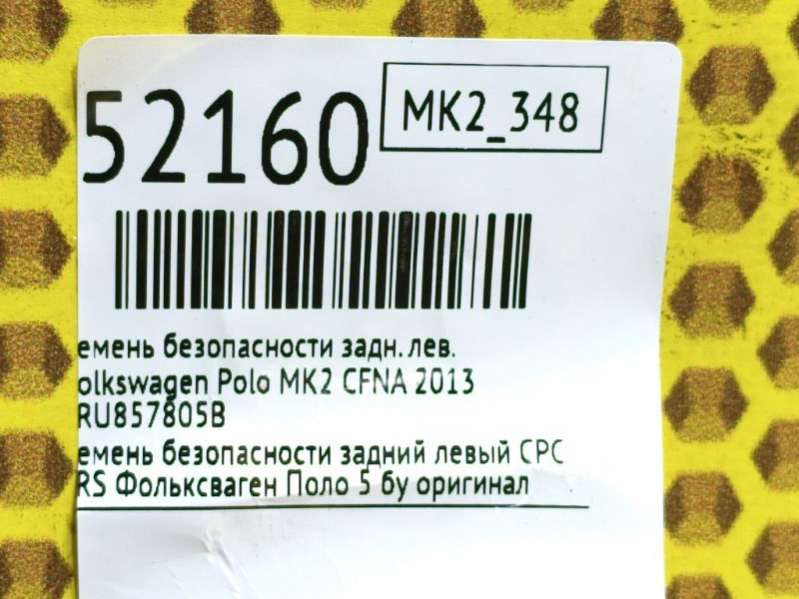 52160
MK2_348
емень безопасности задн. лев.
olkswagen Polo MK2 CFNA 2013
RU857805B
емень безопасности задний левый СРС
RS Фольксваген Поло 5 бу оригинал